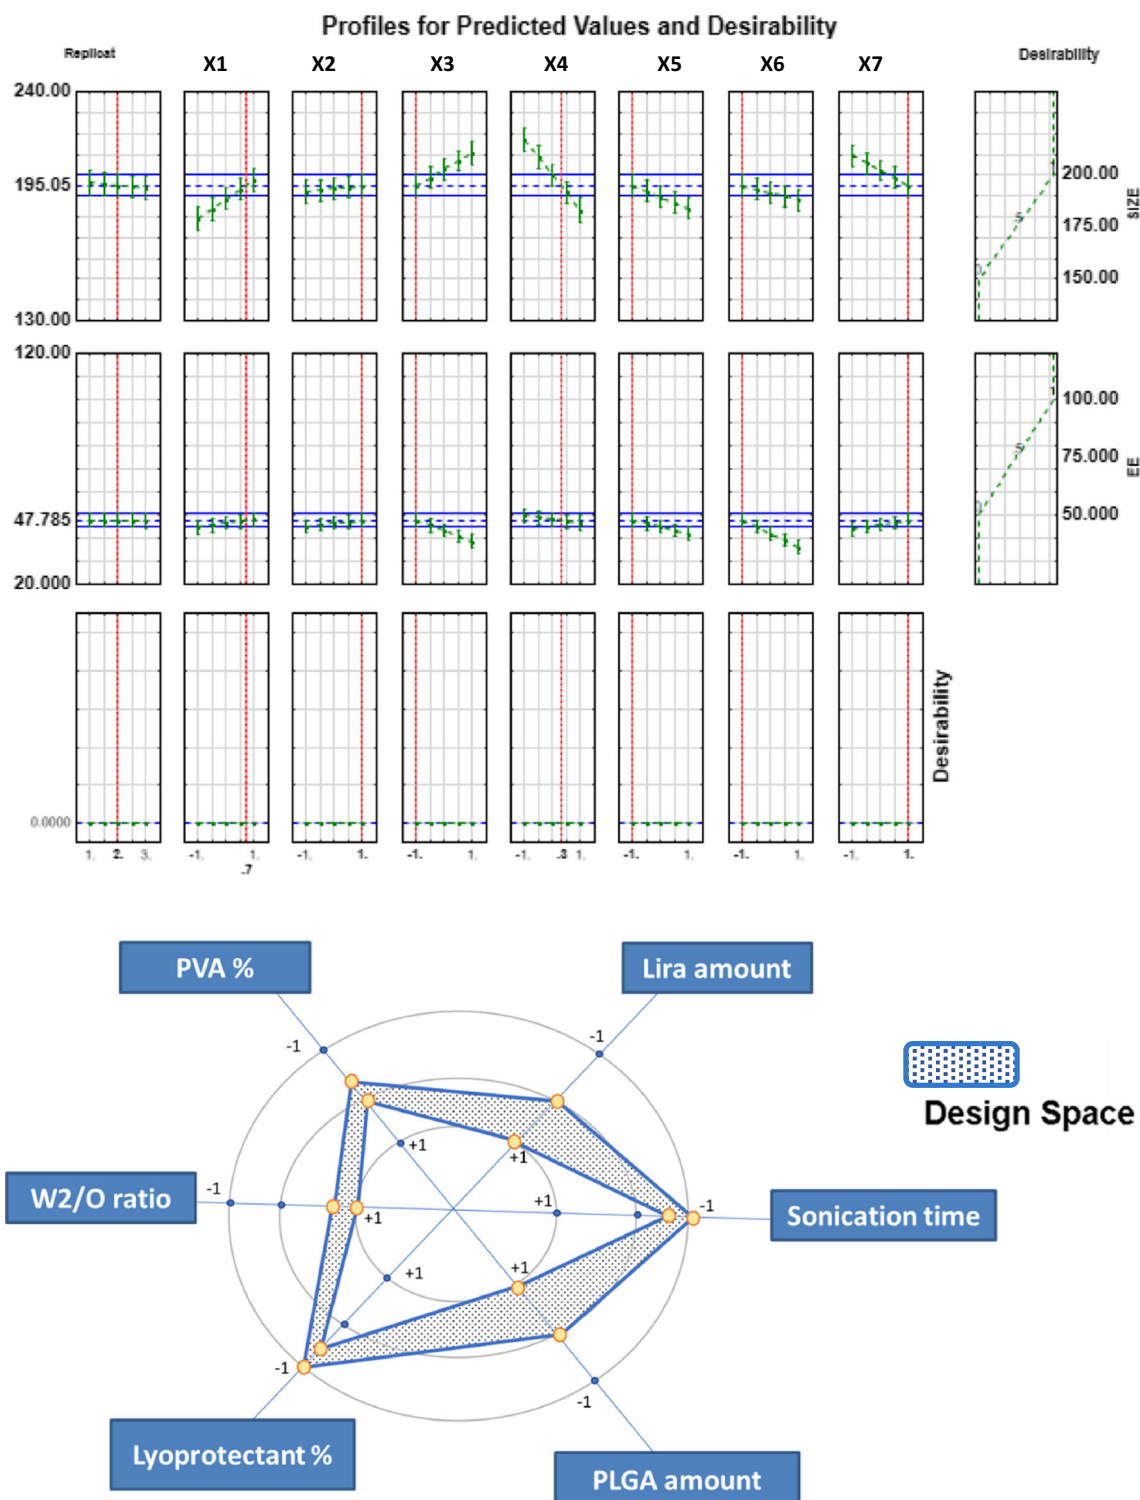 Profiles for Predicted Values and Desirability
Replicat X1 X2 X3 X4 X5 X6 X7 Desirability
240.00
195.05
130.00
200.00
175.00
150.00
SIZE
.5
120.00
47.785
20.000
100.00
75.000
50.000
EE
.5
0.0000
Desirability
1. 2. 3. -1. 1. -1. 1. -1. 1. -1. .3 1. -1. 1. -1. 1. -1. 1.
.7
PVA %
Lira amount
-1
-1
Design Space
+1
+1
W2/O ratio
-1
+1
+1
-1
Sonication time
+1
+1
-1
-1
Lyoprotectant %
PLGA amount